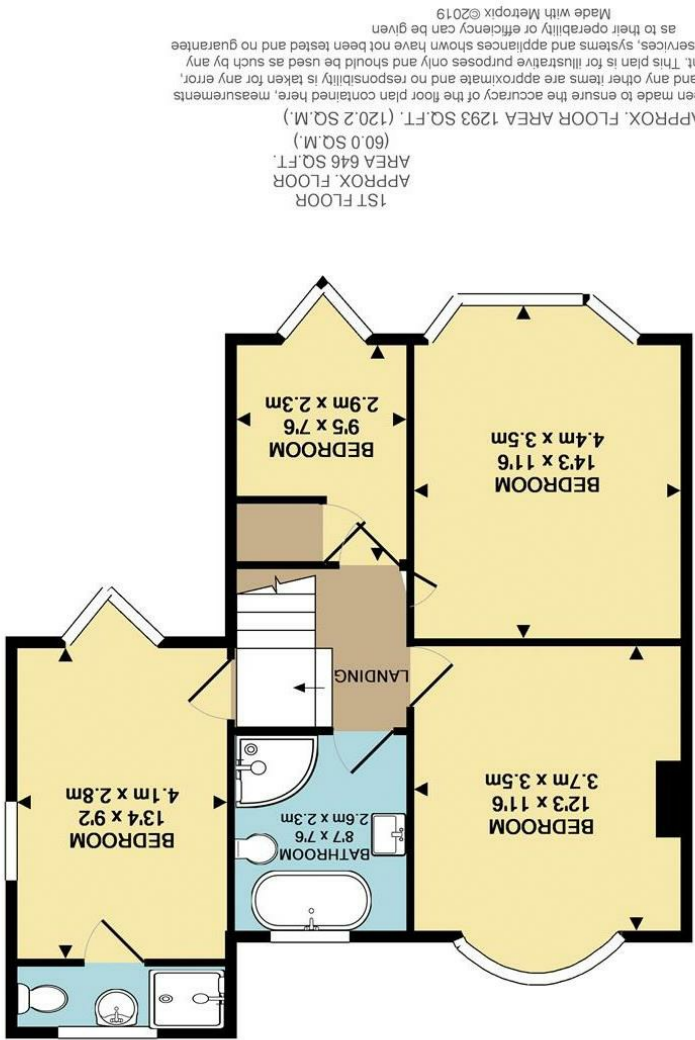 BEDROOM
12'3 x 11'6
3.7m x 3.5m
BATHROOM
8'7 x 7'6
2.6m x 2.3m
BEDROOM
13'4 x 9'2
4.1m x 2.8m
LANDING
BEDROOM
14'3 x 11'6
4.4m x 3.5m
BEDROOM
9'5 x 7'6
2.9m x 2.3m
1ST FLOOR
APPROX. FLOOR
AREA 646 SQ.FT.
(60.0 SQ.M.)
APPROX. FLOOR AREA 1293 SQ.FT. (120.2 SQ.M.)
made to ensure the accuracy of the floor plan contained here, measurements
and any other items are approximate and no responsibility is taken for any error,
This plan is for illustrative purposes only and should be used as such by any
services, systems and appliances shown have not been tested and no guarantee
as to their operability or efficiency can be given
Made with Metropix ©2019